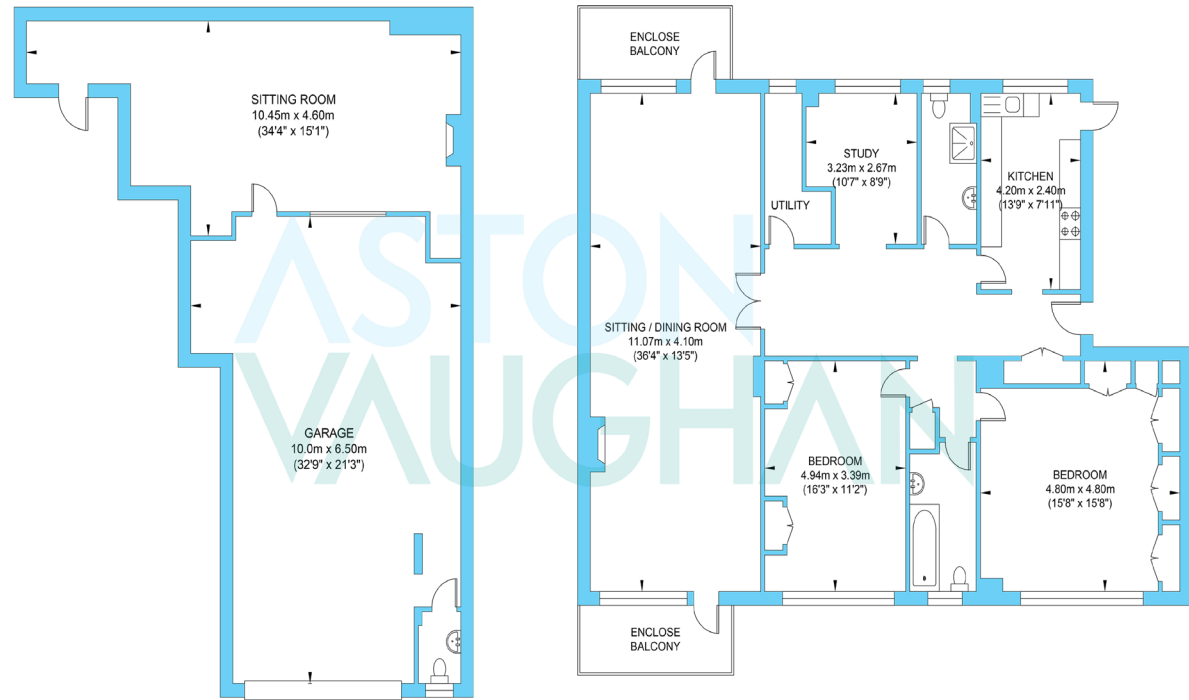 SITTING ROOM
10.45m x 4.60m
(34'4" x 15'1")
GARAGE
10.0m x 6.50m
(32'9" x 21'3")
ENCLOSE
BALCONY
STUDY
3.23m x 2.67m
(10'7" x 8'9")
KITCHEN
4.20m x 2.40m
(13'9" x 7'11")
UTILITY
SITTING / DINING ROOM
11.07m x 4.10m
(36'4" x 13'5")
BEDROOM
4.94m x 3.39m
(16'3" x 11'2")
BEDROOM
4.80m x 4.80m
(15'8" x 15'8")
ENCLOSE
BALCONY
ASTON
VAUGHAN